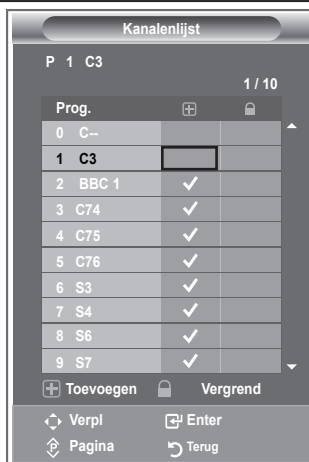 Kanalenlijst
P 1 C3
1 / 10
Prog.
0 C--
1 C3
2 BBC 1
3 C74
4 C75
5 C76
6 S3
7 S4
8 S6
9 S7
Toevoegen Vergrend
Verpl Enter
Pagina Terug